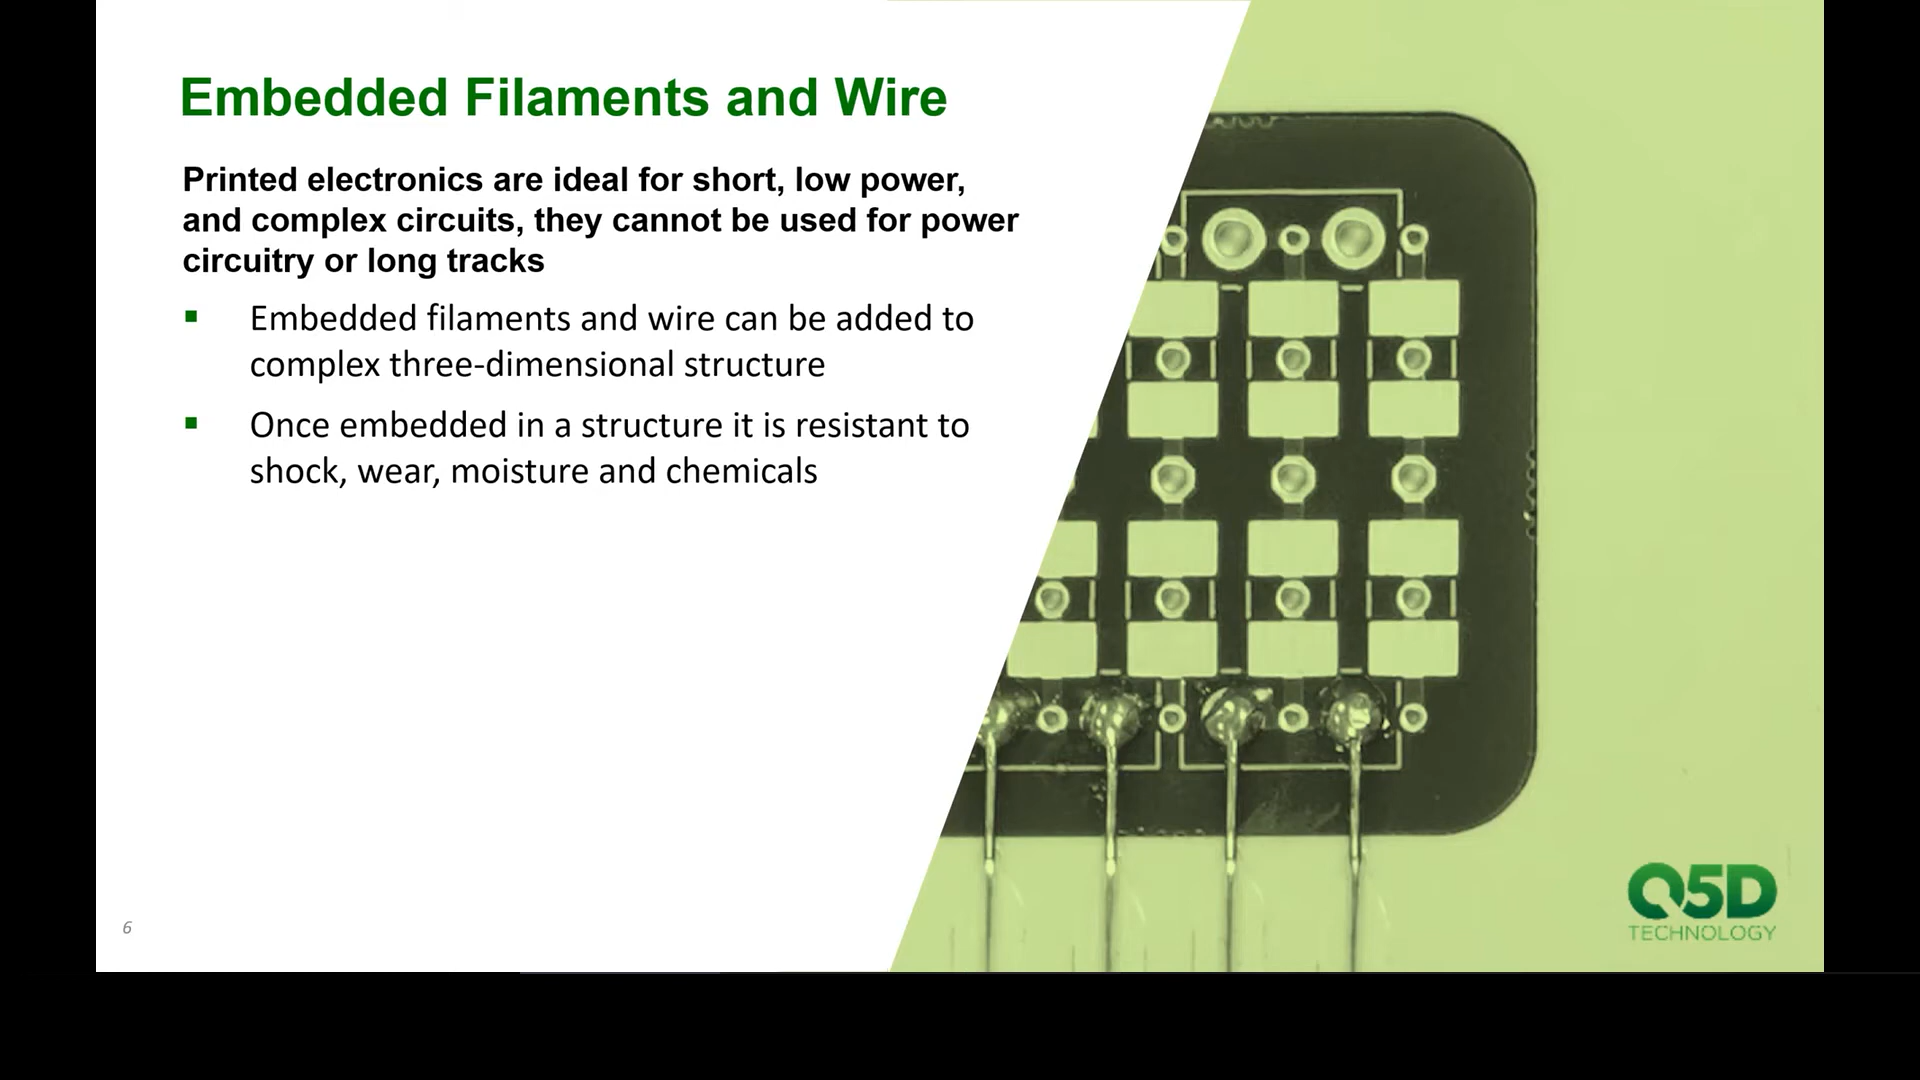 Embedded Filaments and Wire
Printed electronics are ideal for short, low power,
and complex circuits, they cannot be used for power
circuitry or long tracks
▪ Embedded filaments and wire can be added to
complex three-dimensional structure
▪ Once embedded in a structure it is resistant to
shock, wear, moisture and chemicals
6
Q5D
TECHNOLOGY